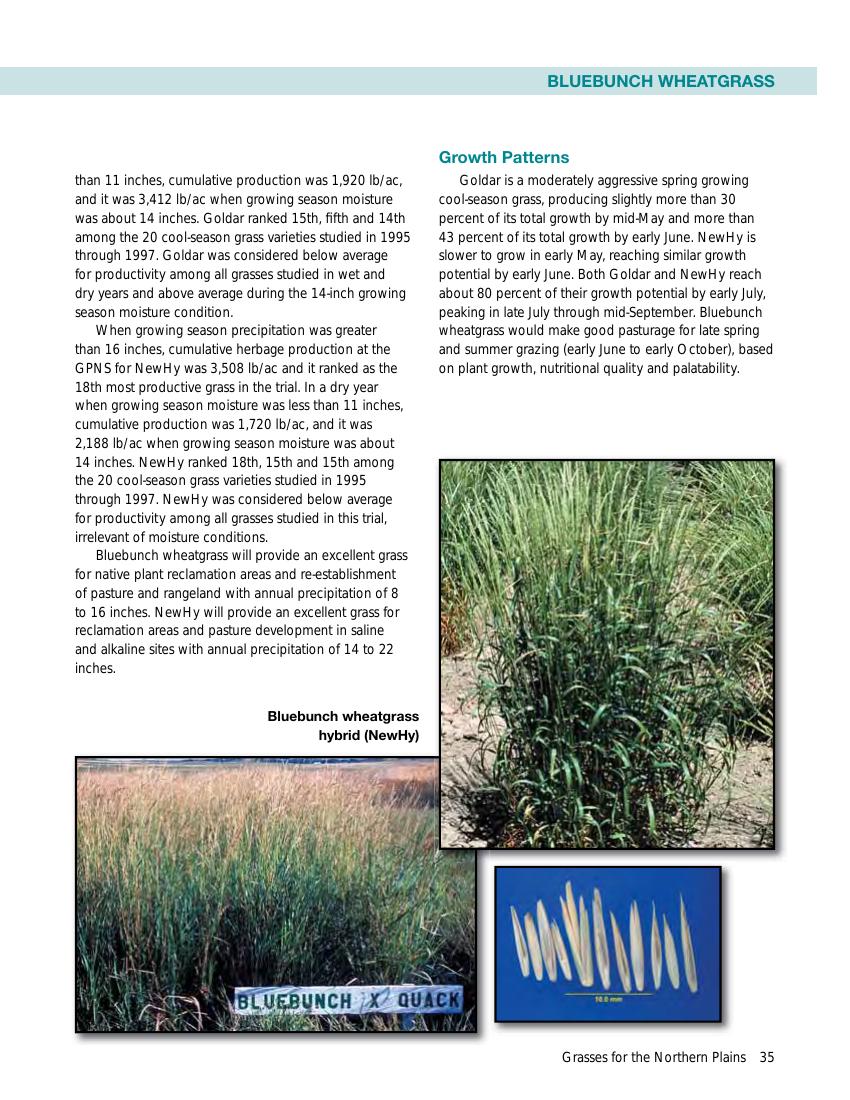 BLUEBUNCH WHEATGRASS
than 11 inches, cumulative production was 1,920 lb/ac,
and it was 3,412 lb/ac when growing season moisture
was about 14 inches. Goldar ranked 15th, fifth and 14th
among the 20 cool-season grass varieties studied in 1995
through 1997. Goldar was considered below average
for productivity among all grasses studied in wet and
dry years and above average during the 14-inch growing
season moisture condition.
When growing season precipitation was greater
than 16 inches, cumulative herbage production at the
GPNS for NewHy was 3,508 lb/ac and it ranked as the
18th most productive grass in the trial. In a dry year
when growing season moisture was less than 11 inches,
cumulative production was 1,720 lb/ac, and it was
2,188 lb/ac when growing season moisture was about
14 inches. NewHy ranked 18th, 15th and 15th among
the 20 cool-season grass varieties studied in 1995
through 1997. NewHy was considered below average
for productivity among all grasses studied in this trial,
irrelevant of moisture conditions.
Bluebunch wheatgrass will provide an excellent grass
for native plant reclamation areas and re-establishment
of pasture and rangeland with annual precipitation of 8
to 16 inches. NewHy will provide an excellent grass for
reclamation areas and pasture development in saline
and alkaline sites with annual precipitation of 14 to 22
inches.
Growth Patterns
Goldar is a moderately aggressive spring growing
cool-season grass, producing slightly more than 30
percent of its total growth by mid-May and more than
43 percent of its total growth by early June. NewHy is
slower to grow in early May, reaching similar growth
potential by early June. Both Goldar and NewHy reach
about 80 percent of their growth potential by early July,
peaking in late July through mid-September. Bluebunch
wheatgrass would make good pasturage for late spring
and summer grazing (early June to early October), based
on plant growth, nutritional quality and palatability.
Bluebunch wheatgrass
hybrid (NewHy)
BLUEBUNCH X QUACK
10.0 mm
Grasses for the Northern Plains 35